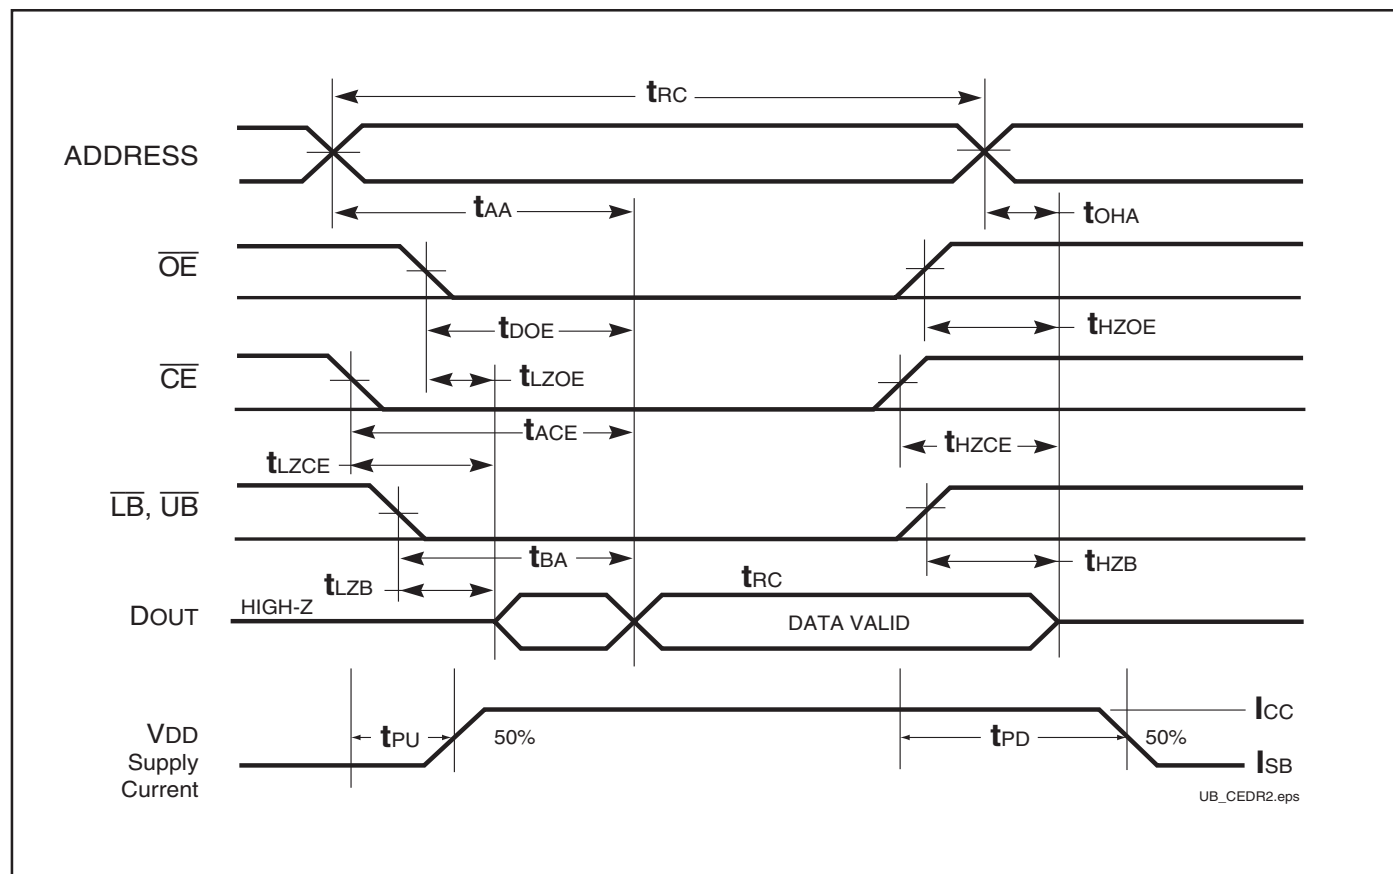 tRC
ADDRESS
tAA
tOHA
OE
tDOE
tHZOE
CE
tLZOE
tACE
tHZCE
tLZCE
LB, UB
tBA
tRC
tHZB
tLZB
DOUT
HIGH-Z
DATA VALID
ICC
VDD
Supply
Current
tPU
50%
tPD
50%
ISB
UB_CEDR2.eps